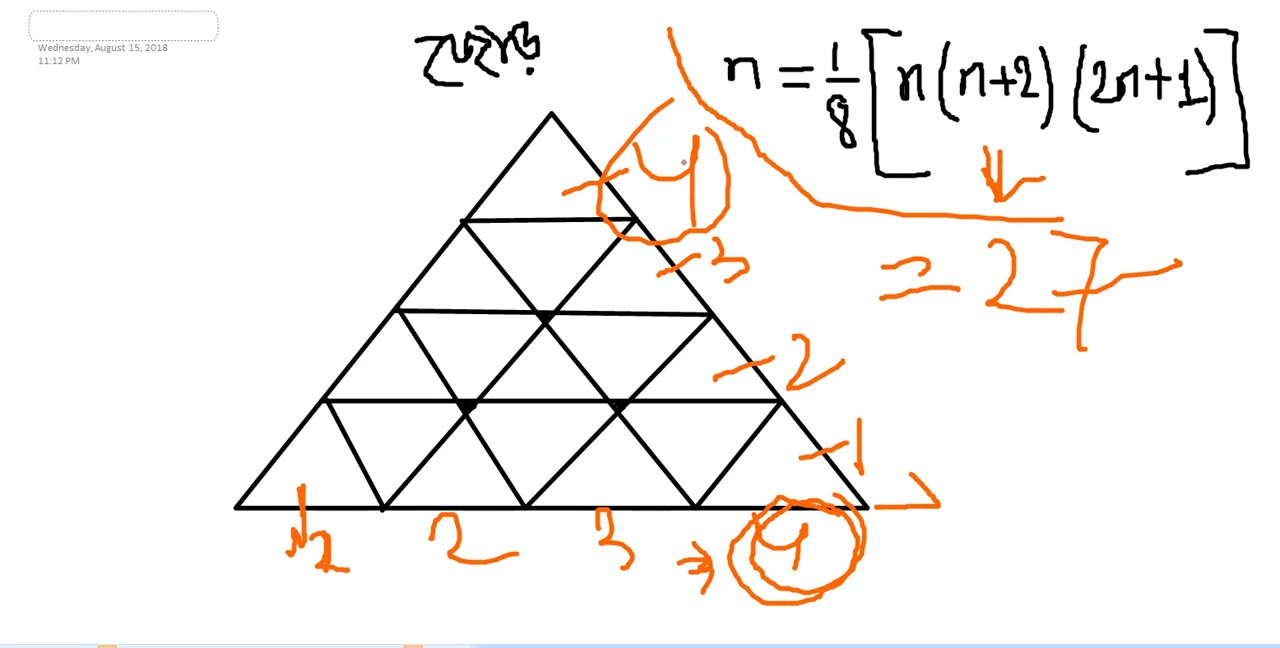 Wednesday, August 15, 2018
11:12 PM
n = 1/8 [n(n+2)(2n+1)]
= 27
4
3
2
1
2 3 4